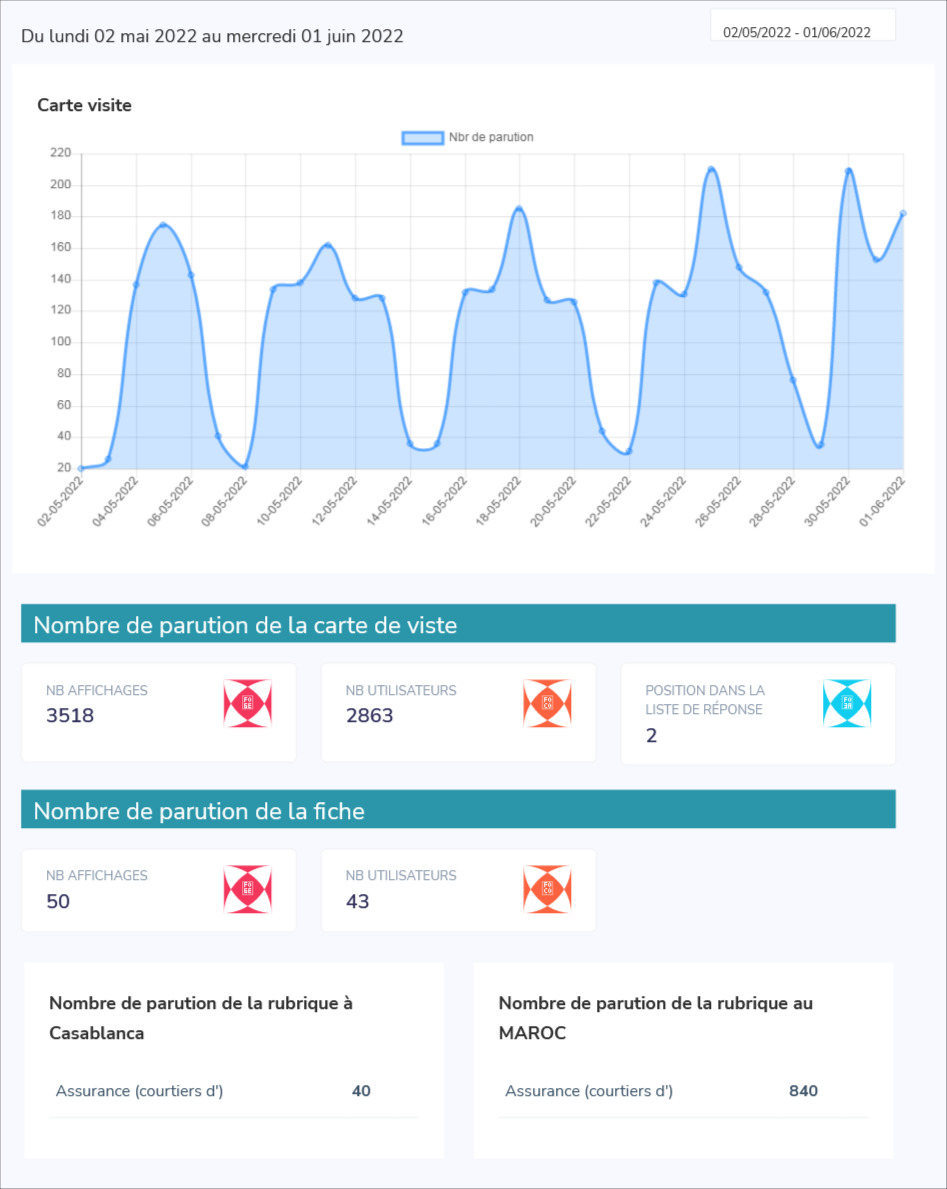 Du lundi 02 mai 2022 au mercredi 01 juin 2022
02/05/2022 - 01/06/2022
Carte visite
Nbr de parution
220
200
180
160
140
120
100
80
60
40
20
02-05-2022
04-05-2022
06-05-2022
08-05-2022
10-05-2022
12-05-2022
14-05-2022
16-05-2022
18-05-2022
20-05-2022
22-05-2022
24-05-2022
26-05-2022
28-05-2022
30-05-2022
01-06-2022
Nombre de parution de la carte de viste
NB AFFICHAGES
3518
NB UTILISATEURS
2863
POSITION DANS LA
LISTE DE RÉPONSE
2
Nombre de parution de la fiche
NB AFFICHAGES
50
NB UTILISATEURS
43
Nombre de parution de la rubrique à
Casablanca
Assurance (courtiers d') 40
Nombre de parution de la rubrique au
MAROC
Assurance (courtiers d') 840